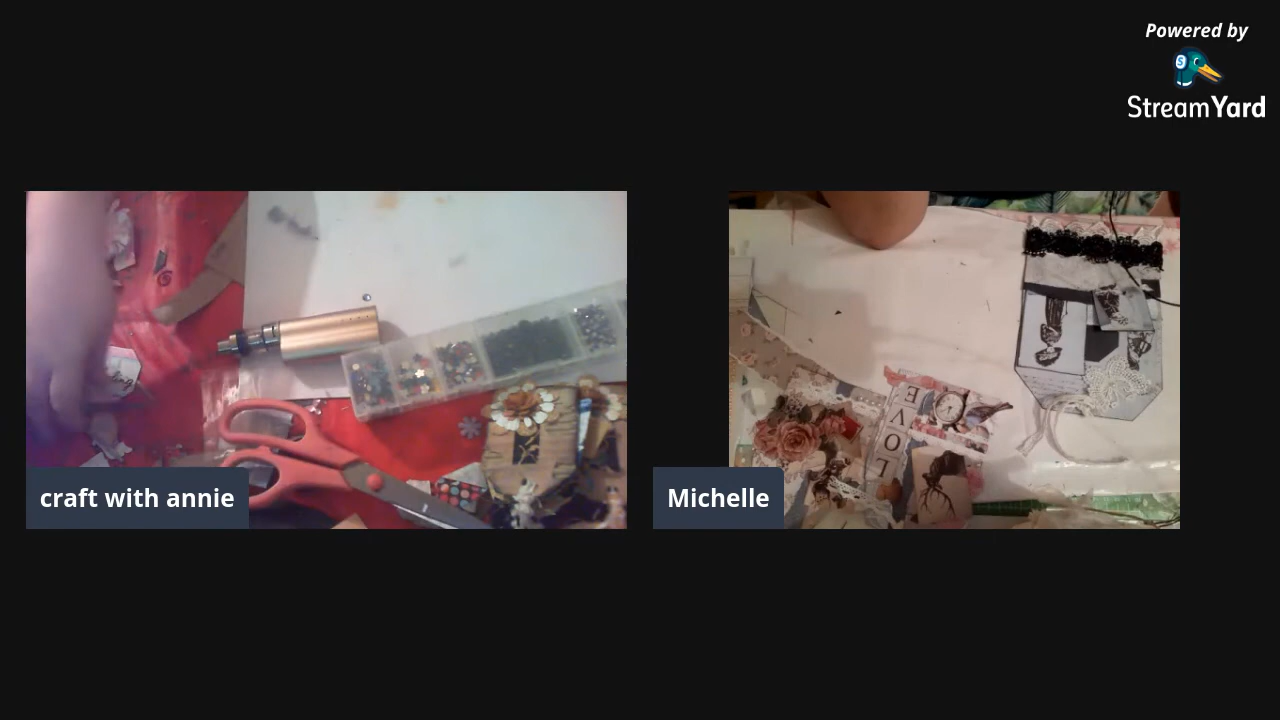 Powered by
S
StreamYard
LOVE
craft with annie
Michelle